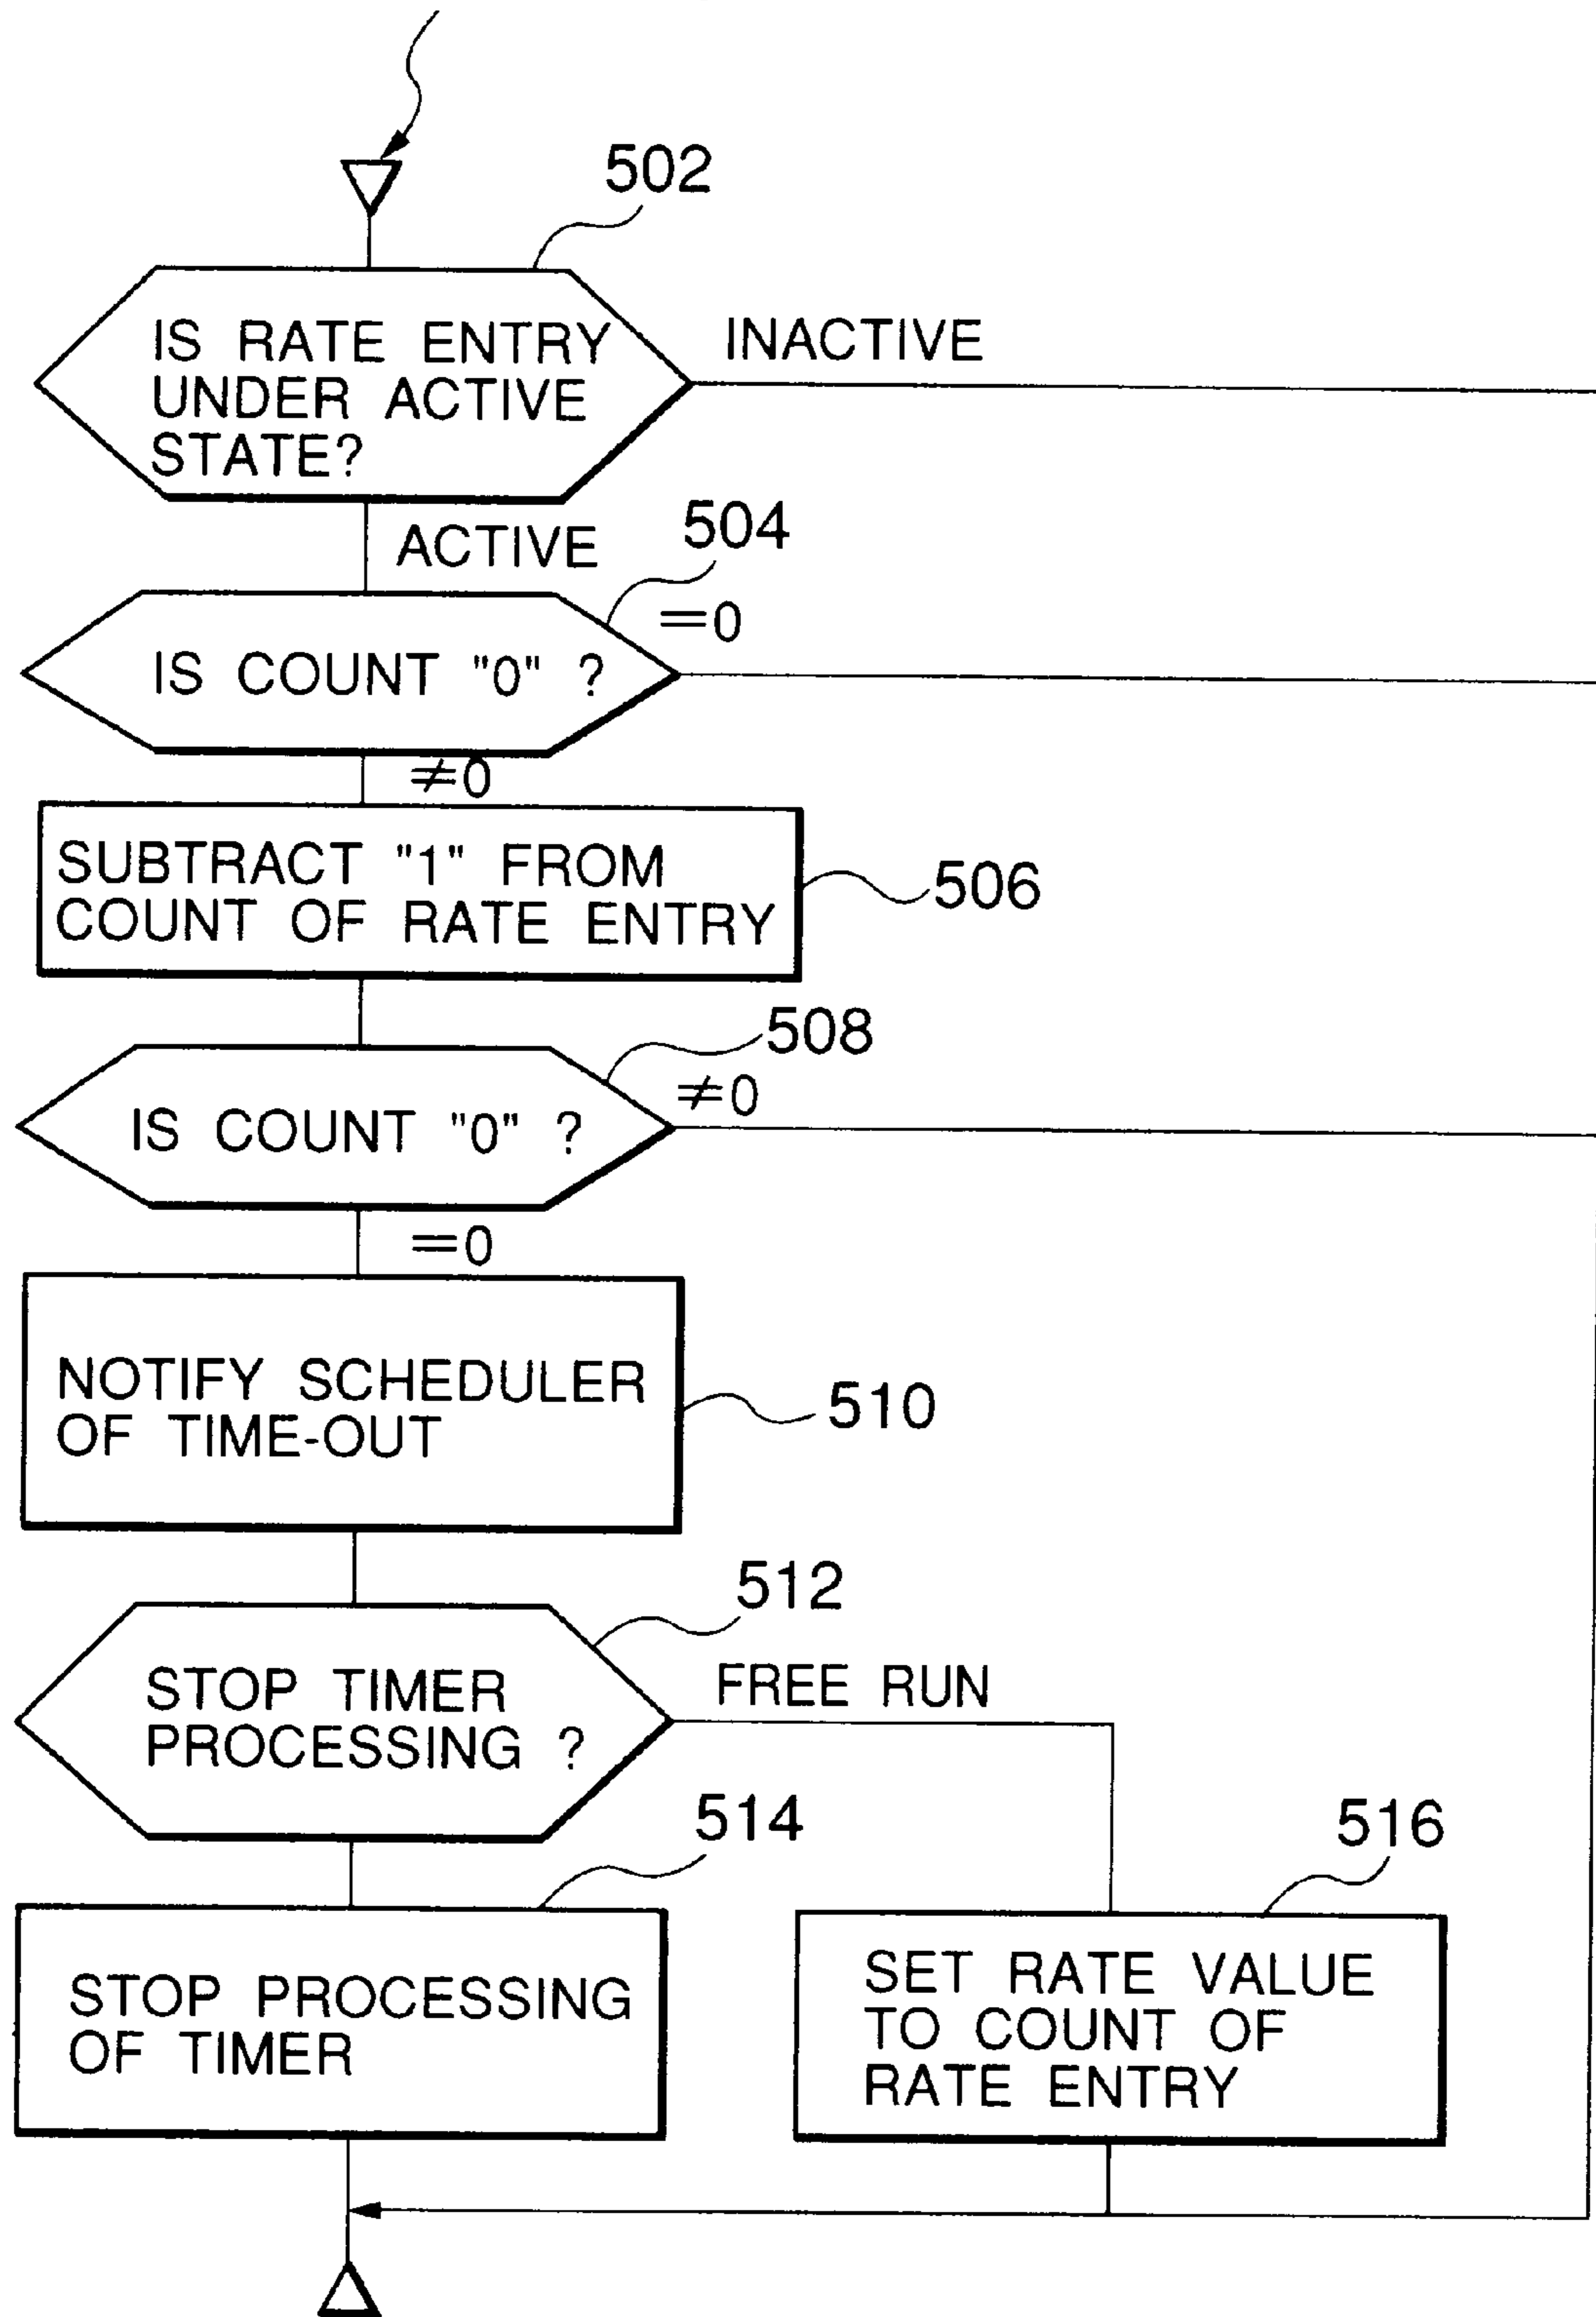 502
IS RATE ENTRY
UNDER ACTIVE
STATE?
INACTIVE
ACTIVE
504
=0
IS COUNT "0" ?
≠0
SUBTRACT "1" FROM
COUNT OF RATE ENTRY
506
508
≠0
IS COUNT "0" ?
=0
NOTIFY SCHEDULER
OF TIME-OUT
510
512
STOP TIMER
PROCESSING ?
FREE RUN
514
516
STOP PROCESSING
OF TIMER
SET RATE VALUE
TO COUNT OF
RATE ENTRY